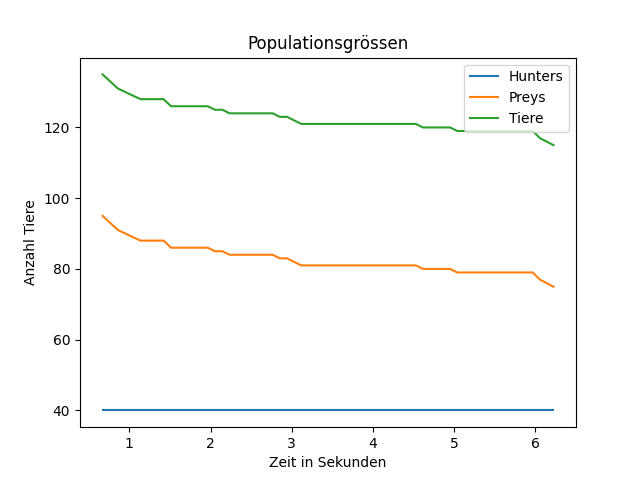 Populationsgrössen
Hunters
Preys
Tiere
Anzahl Tiere
120
100
80
60
40
1 2 3 4 5 6
Zeit in Sekunden